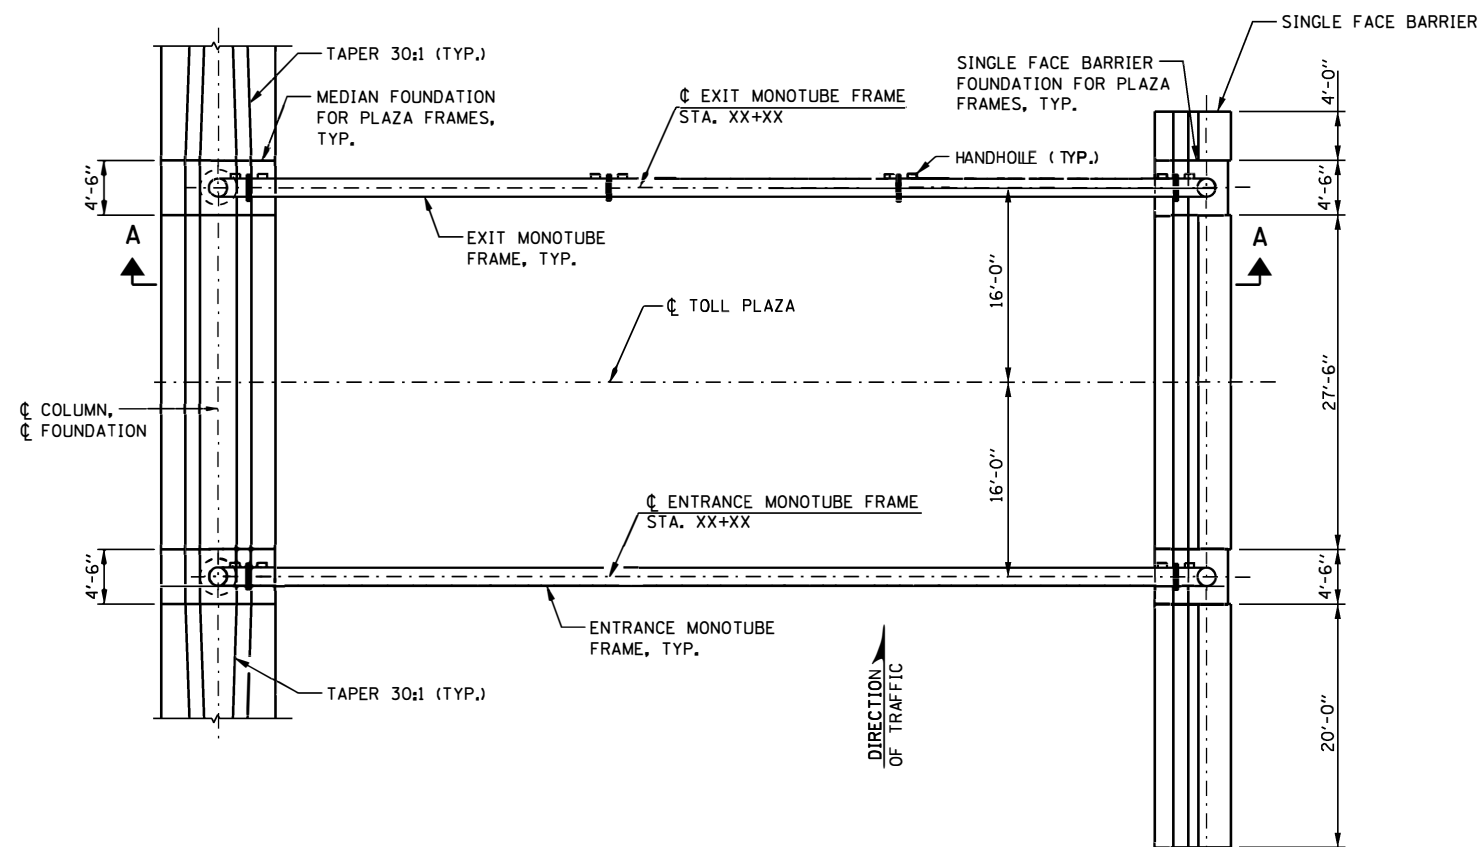 SINGLE FACE BARRIER
TAPER 30:1 (TYP.)
SINGLE FACE BARRIER
FOUNDATION FOR PLAZA
FRAMES, TYP.
MEDIAN FOUNDATION
FOR PLAZA FRAMES,
TYP.
℄ EXIT MONOTUBE FRAME
STA. XX+XX
4'-0"
HANDHOLE (TYP.)
4'-6"
4'-6"
A
EXIT MONOTUBE
FRAME, TYP.
A
16'-0"
℄ TOLL PLAZA
27'-6"
℄ COLUMN,
℄ FOUNDATION
16'-0"
℄ ENTRANCE MONOTUBE FRAME
STA. XX+XX
4'-6"
4'-6"
ENTRANCE MONOTUBE
FRAME, TYP.
TAPER 30:1 (TYP.)
DIRECTION
OF TRAFFIC
20'-0"